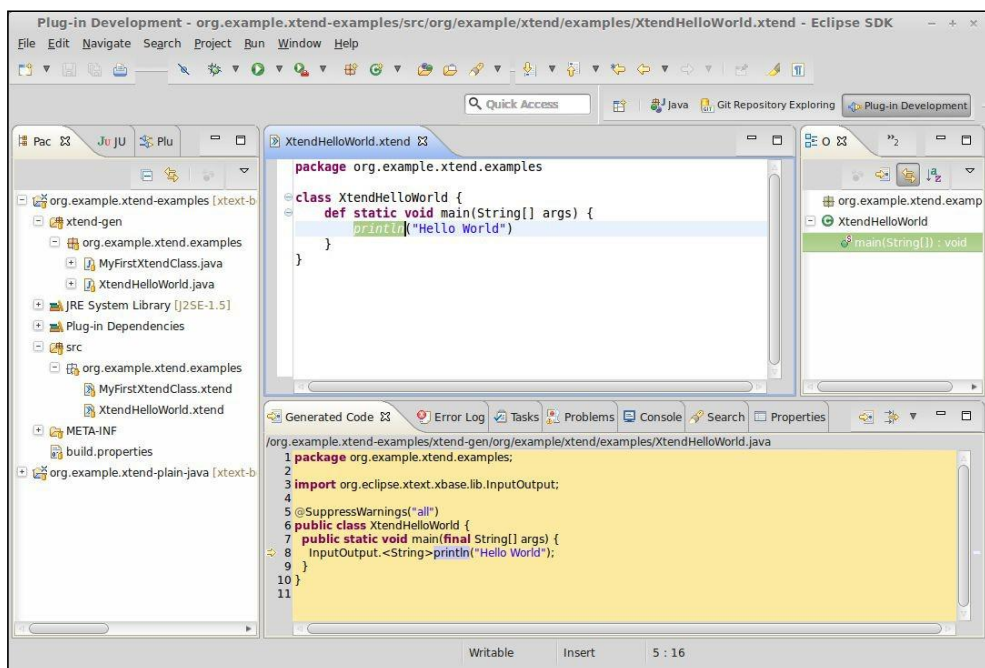 Plug-in Development - org.example.xtend-examples/src/org/example/xtend/examples/XtendHelloWorld.xtend - Eclipse SDK
File Edit Navigate Search Project Run Window Help
Quick Access
Java
Git Repository Exploring
Plug-in Development
Pac
JU
Plu
org.example.xtend-examples [xtext-b
xtend-gen
org.example.xtend.examples
MyFirstXtendClass.java
XtendHelloWorld.java
JRE System Library [J2SE-1.5]
Plug-in Dependencies
src
org.example.xtend.examples
MyFirstXtendClass.xtend
XtendHelloWorld.xtend
META-INF
build.properties
org.example.xtend-plain-java [xtext-b
XtendHelloWorld.xtend
package org.example.xtend.examples
class XtendHelloWorld {
def static void main(String[] args) {
println("Hello World")
}
}
O
2
org.example.xtend.examp
XtendHelloWorld
main(String[]) : void
Generated Code
Error Log
Tasks
Problems
Console
Search
Properties
/org.example.xtend-examples/xtend-gen/org/example/xtend/examples/XtendHelloWorld.java
1 package org.example.xtend.examples;
2
3 import org.eclipse.xtext.xbase.lib.InputOutput;
4
5 @SuppressWarnings("all")
6 public class XtendHelloWorld {
7 public static void main(final String[] args) {
8 InputOutput.<String>println("Hello World");
9 }
10 }
11
Writable
Insert
5 : 16